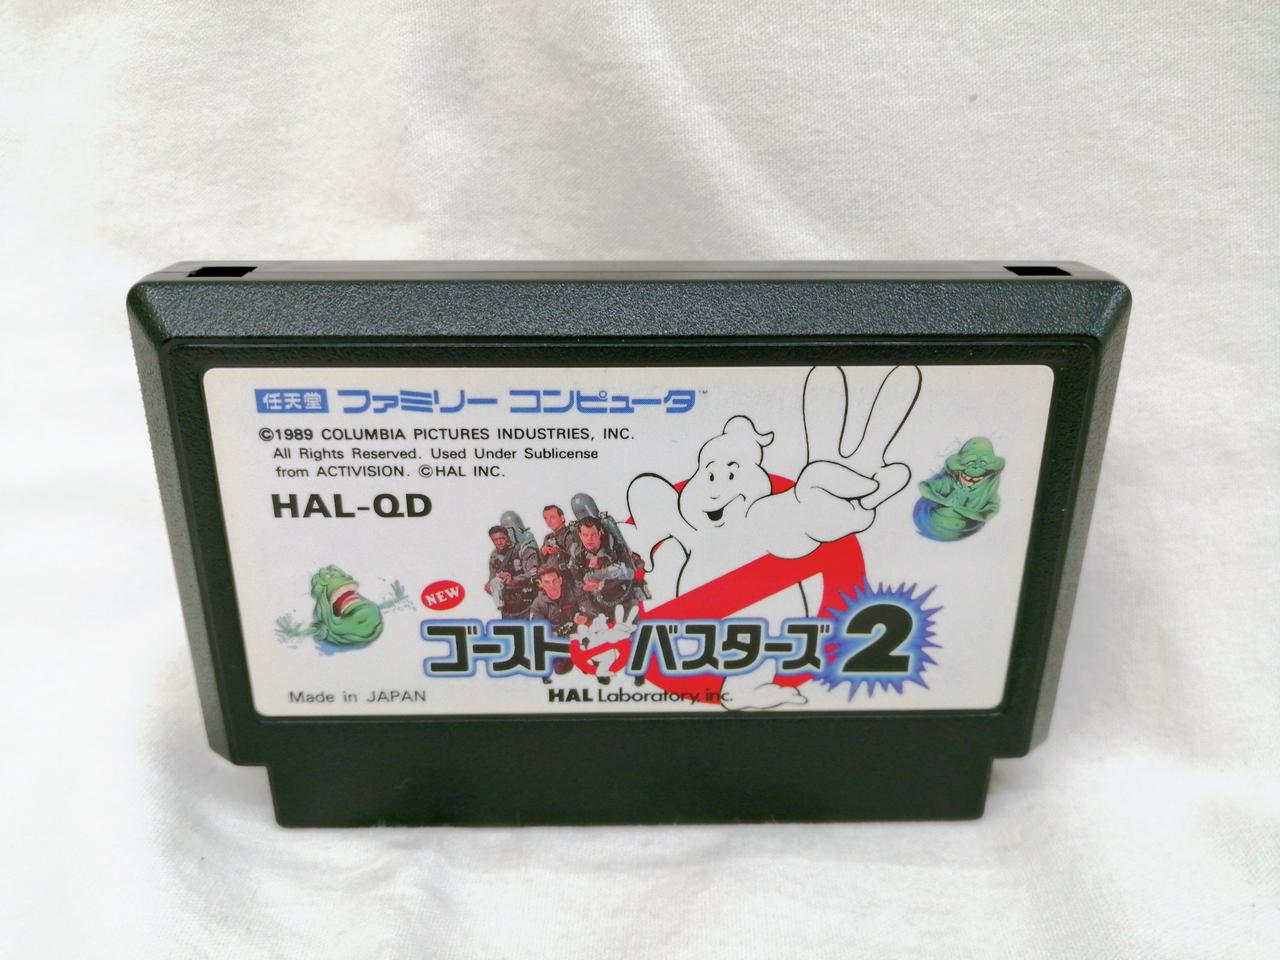 任天堂 ファミリー コンピュータ™
©1989 COLUMBIA PICTURES INDUSTRIES, INC.
All Rights Reserved. Used Under Sublicense
from ACTIVISION. ©HAL INC.
HAL-QD
NEW
ゴーストバスターズ2
Made in JAPAN
HAL Laboratory, inc.